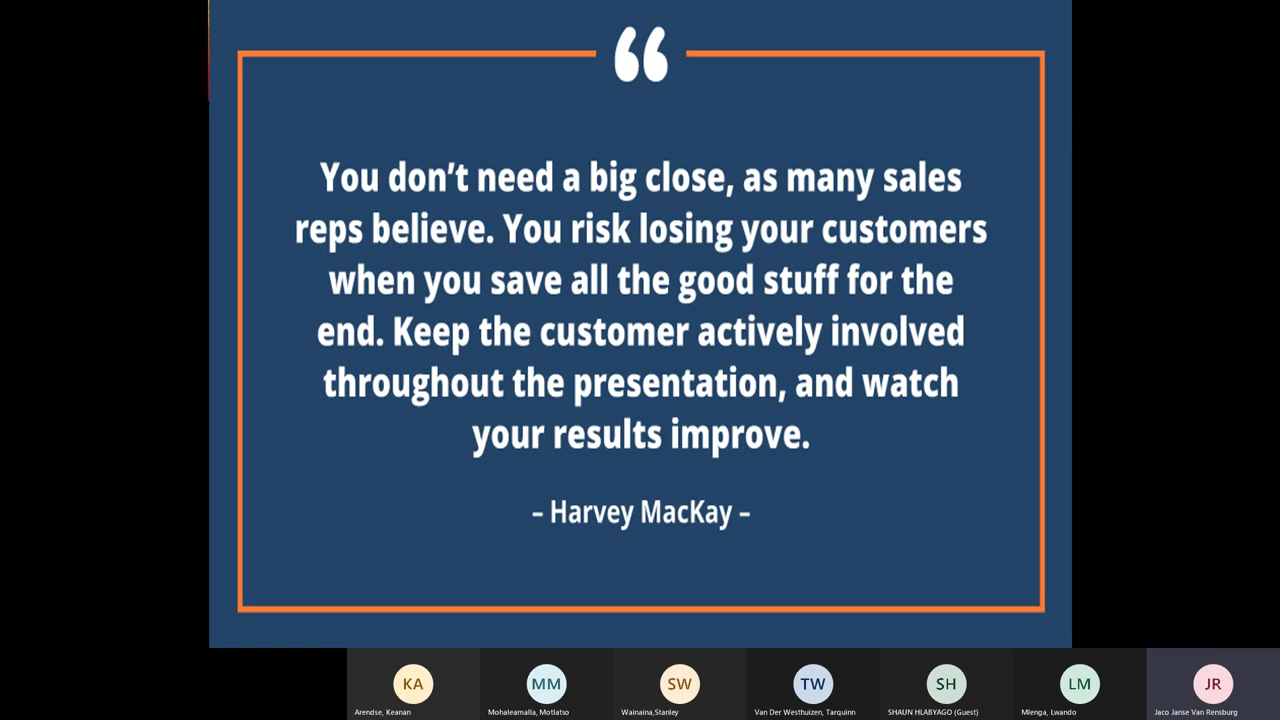 “
You don’t need a big close, as many sales
reps believe. You risk losing your customers
when you save all the good stuff for the
end. Keep the customer actively involved
throughout the presentation, and watch
your results improve.
– Harvey MacKay –
KA
MM
SW
TW
SH
LM
JR
Arendse, Keanan
Mohaleamalla, Motlatso
Wainaina,Stanley
Van Der Westhuizen, Tarquinn
SHAUN HLABYAGO (Guest)
Mlenga, Lwando
Jaco Janse Van Rensburg